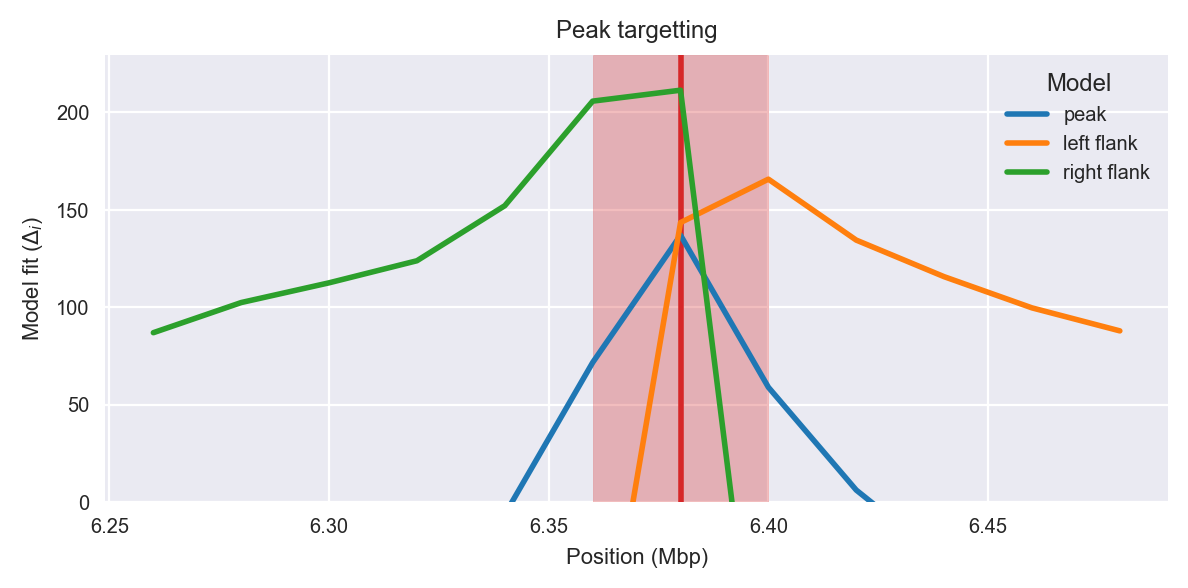 Peak targetting
Model fit (Δi)
200
150
100
50
0
Model
peak
left flank
right flank
6.25
6.30
6.35
6.40
6.45
Position (Mbp)